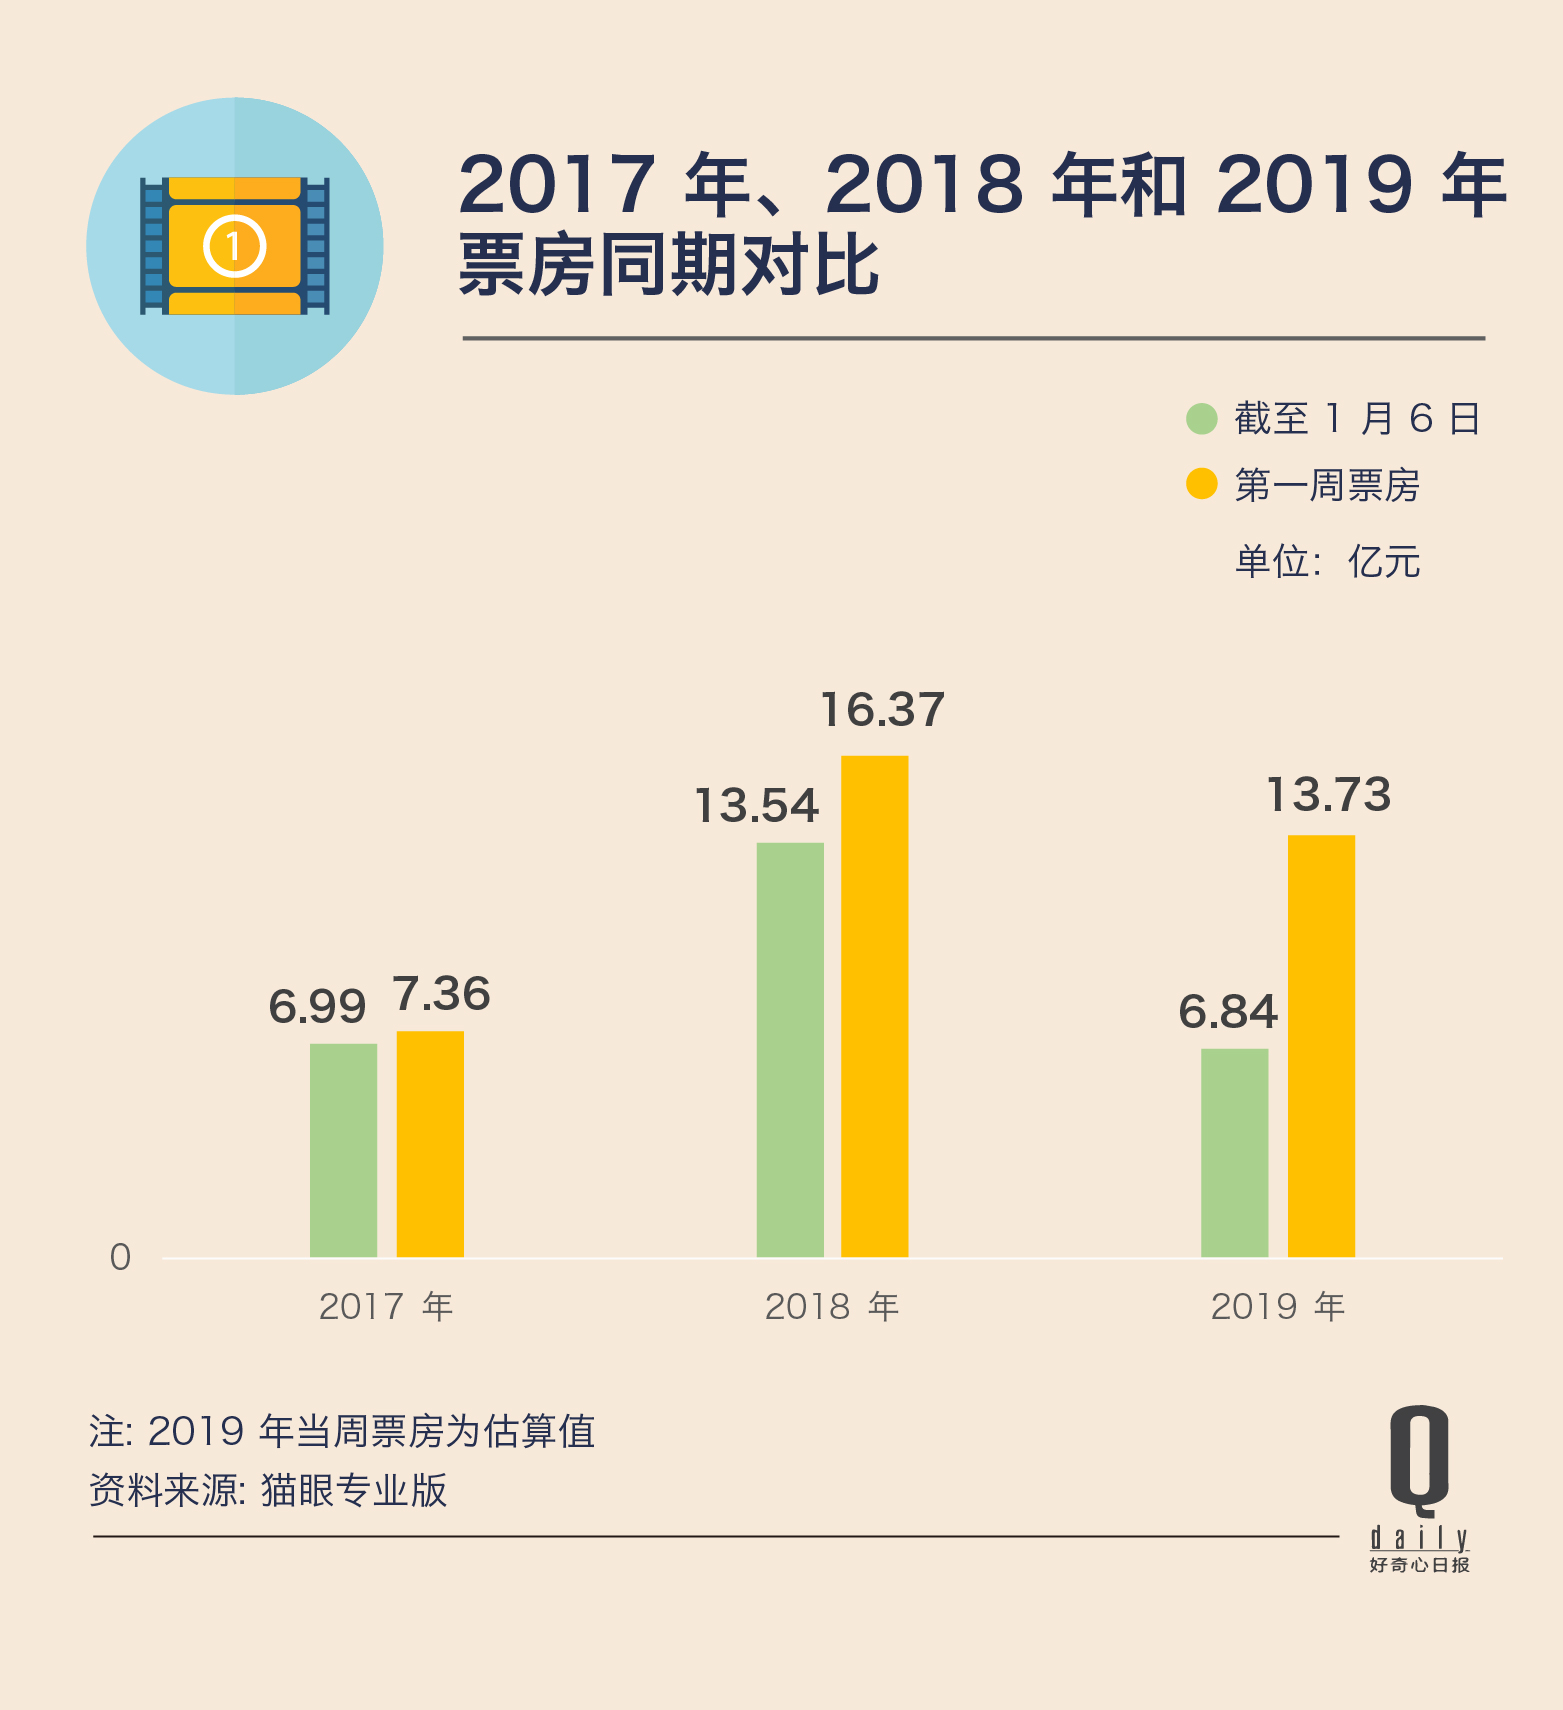 1
2017 年、2018 年和 2019 年
票房同期对比
截至 1 月 6 日
第一周票房
单位：亿元
16.37
13.54
13.73
7.36
6.99
6.84
0
2017 年
2018 年
2019 年
注: 2019 年当周票房为估算值
资料来源: 猫眼专业版
Q
daily
好奇心日报